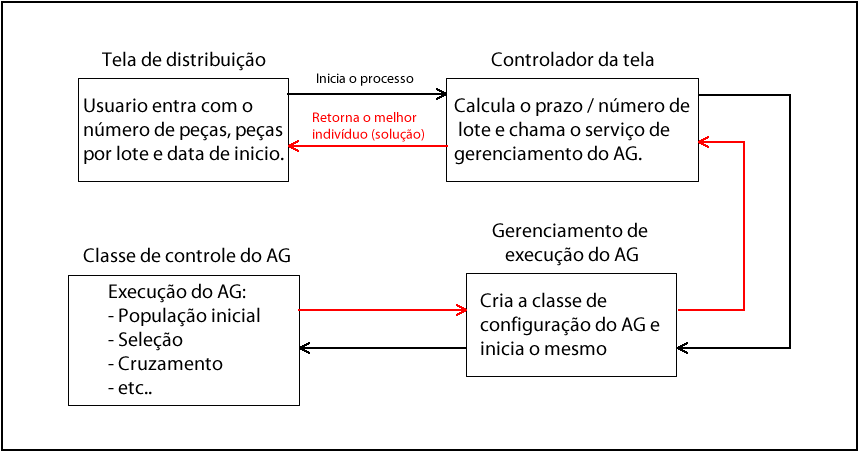 Tela de distribuição
Usuario entra com o
número de peças, peças
por lote e data de inicio.
Inicia o processo
Retorna o melhor
indivíduo (solução)
Controlador da tela
Calcula o prazo / número de
lote e chama o serviço de
gerenciamento do AG.
Classe de controle do AG
Execução do AG:
- População inicial
- Seleção
- Cruzamento
- etc..
Gerenciamento de
execução do AG
Cria a classe de
configuração do AG e
inicia o mesmo